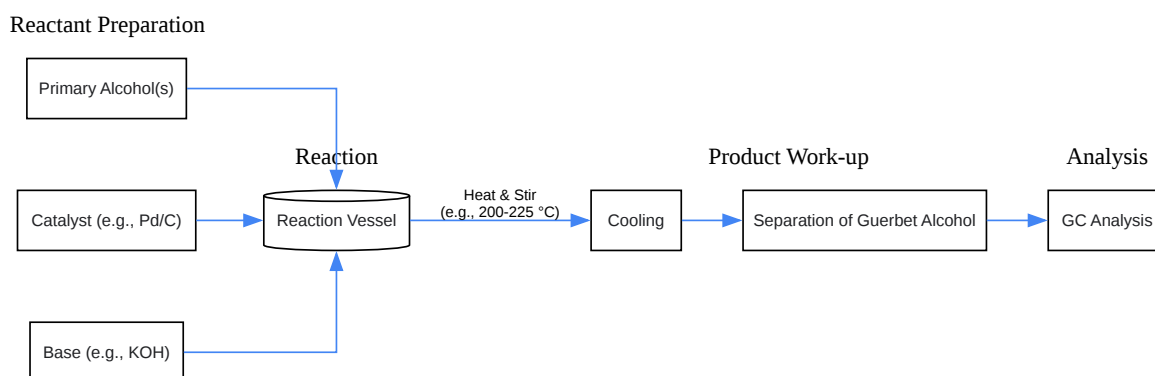 Reactant Preparation
Primary Alcohol(s)
Reaction
Product Work-up
Analysis
Catalyst (e.g., Pd/C)
Reaction Vessel
Heat & Stir
(e.g., 200-225 °C)
Cooling
Separation of Guerbet Alcohol
GC Analysis
Base (e.g., KOH)